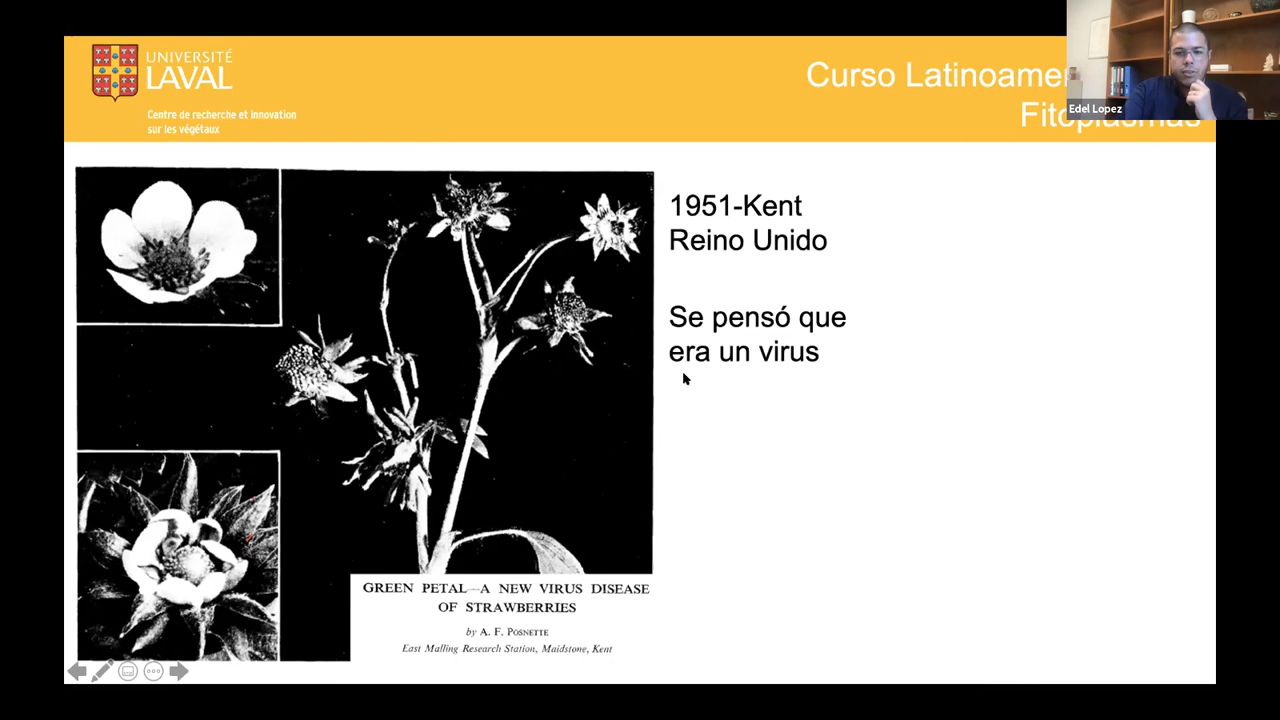 UNIVERSITÉ
LAVAL
Centre de recherche et innovation
sur les végétaux
Curso Latinoamer
Fitoplasmas
Edel Lopez
1951-Kent
Reino Unido
Se pensó que
era un virus
GREEN PETAL—A NEW VIRUS DISEASE
OF STRAWBERRIES
by A. F. POSNETTE
East Malling Research Station, Maidstone, Kent